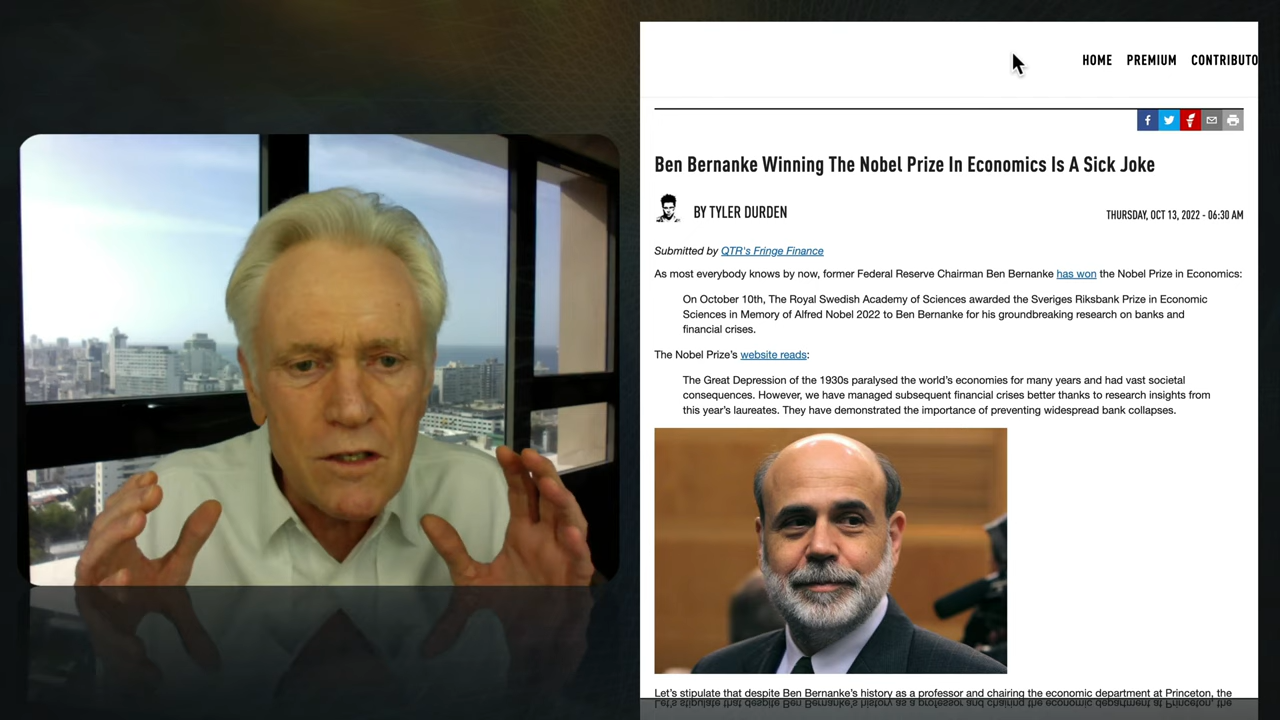 HOME PREMIUM CONTRIBUTO
Ben Bernanke Winning The Nobel Prize In Economics Is A Sick Joke
BY TYLER DURDEN
THURSDAY, OCT 13, 2022 - 06:30 AM
Submitted by QTR's Fringe Finance
As most everybody knows by now, former Federal Reserve Chairman Ben Bernanke has won the Nobel Prize in Economics:
On October 10th, The Royal Swedish Academy of Sciences awarded the Sveriges Riksbank Prize in Economic
Sciences in Memory of Alfred Nobel 2022 to Ben Bernanke for his groundbreaking research on banks and
financial crises.
The Nobel Prize's website reads:
The Great Depression of the 1930s paralysed the world's economies for many years and had vast societal
consequences. However, we have managed subsequent financial crises better thanks to research insights from
this year's laureates. They have demonstrated the importance of preventing widespread bank collapses.
Let's stipulate that despite Ben Bernanke's history as a professor and chairing the economic department at Princeton, the